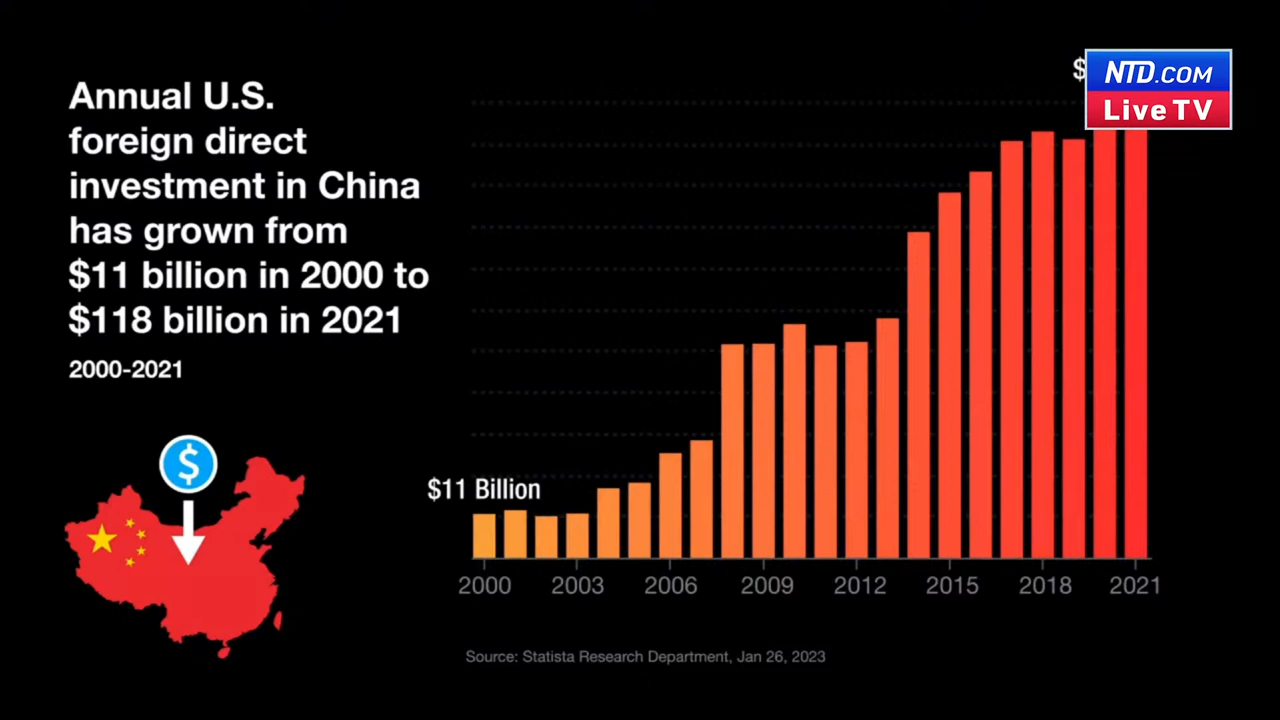 Annual U.S.
foreign direct
investment in China
has grown from
$11 billion in 2000 to
$118 billion in 2021
2000-2021
$
NTD.COM
Live TV
$
$11 Billion
2000 2003 2006 2009 2012 2015 2018 2021
Source: Statista Research Department, Jan 26, 2023